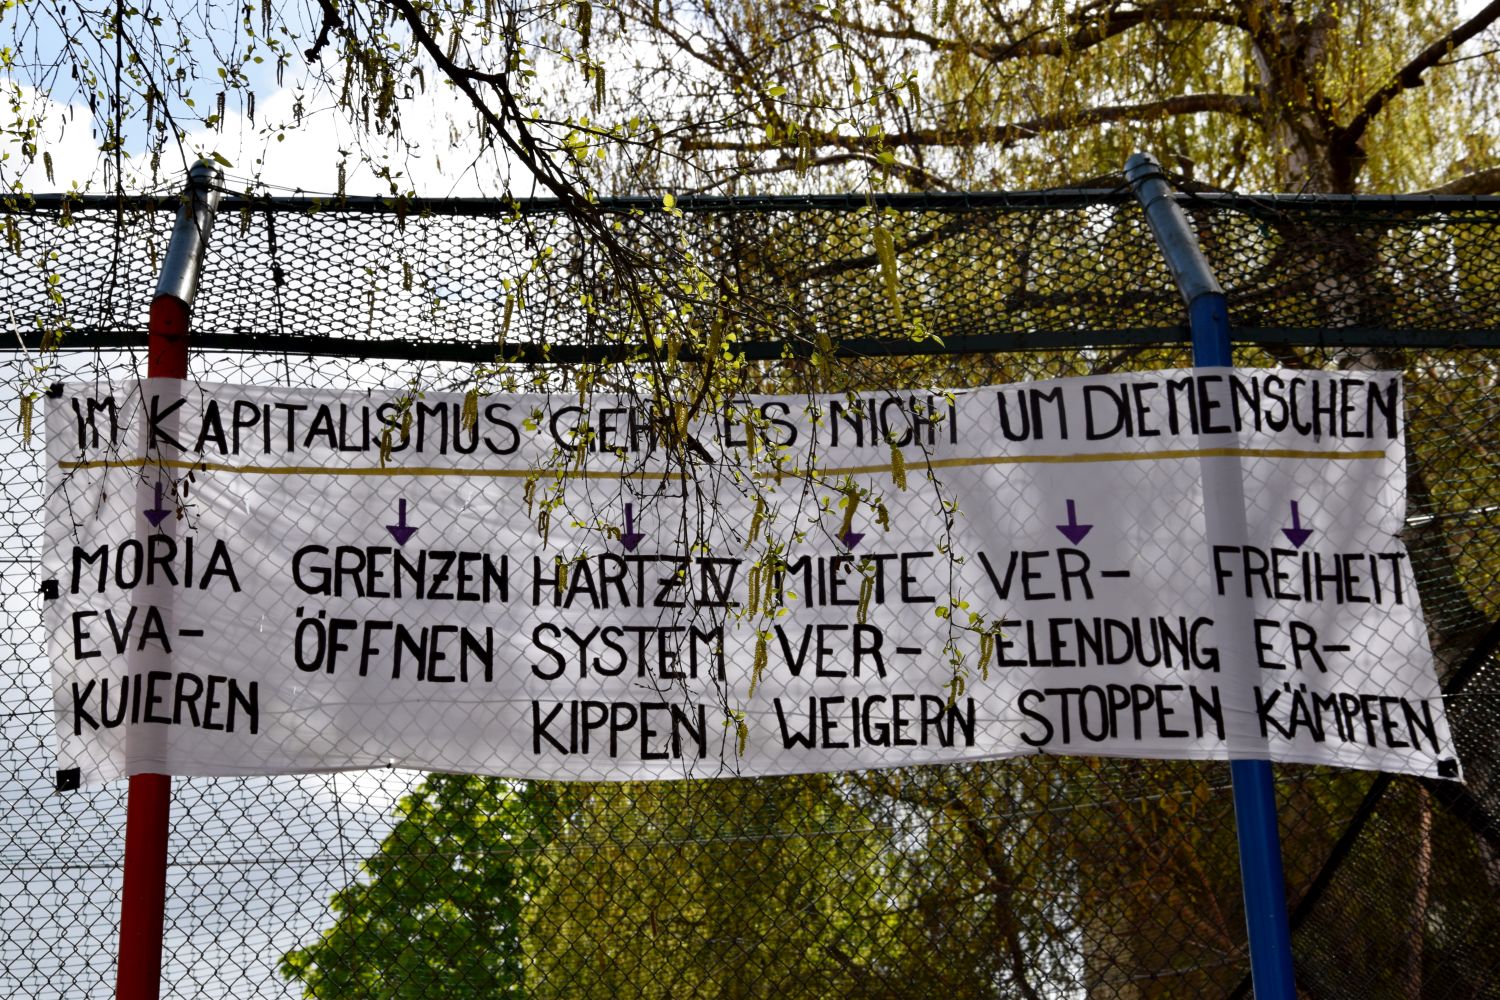 IM KAPITALISMUS GEHT ES NICHT UM DIE MENSCHEN
MORIA
EVA-
KUIEREN
GRENZEN
ÖFFNEN
HARTZ IV
SYSTEM
KIPPEN
MIETE
VER-
WEIGERN
VER-
ELENDUNG
STOPPEN
FREIHEIT
ER-
KÄMPFEN